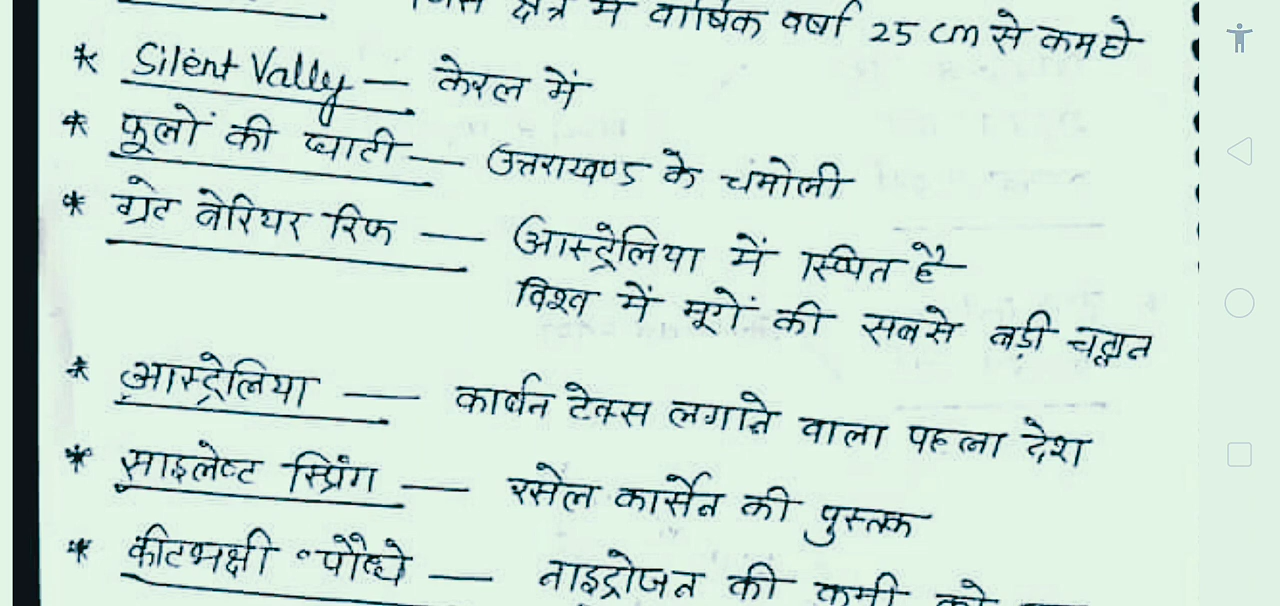 जिस क्षेत्र में वार्षिक वर्षा 25 cm से कम हो
* Silent Vally — केरल में
* फूलों की घाटी — उत्तराखण्ड के चमोली
* ग्रेट बेरियर रिफ — आस्ट्रेलिया में स्थित है
विश्व में मूगों की सबसे बड़ी चट्टान
* आस्ट्रेलिया — कार्बन टेक्स लगाने वाला पहला देश
* साइलेण्ट स्प्रिंग — रसेल कार्सन की पुस्तक
* कीटभक्षी पौधे — नाइट्रोजन की कमी को